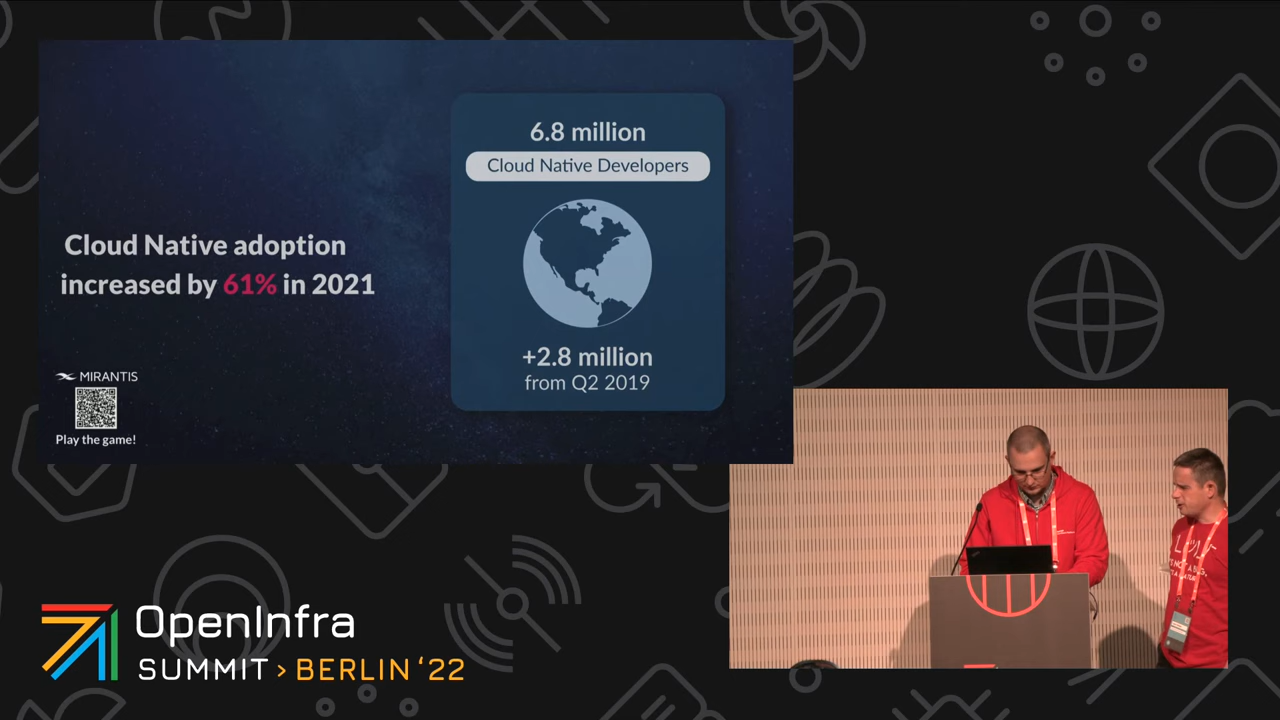 6.8 million
Cloud Native Developers
Cloud Native adoption
increased by 61% in 2021
+2.8 million
from Q2 2019
MIRANTIS
Play the game!
OpenInfra
SUMMIT > BERLIN ‘22